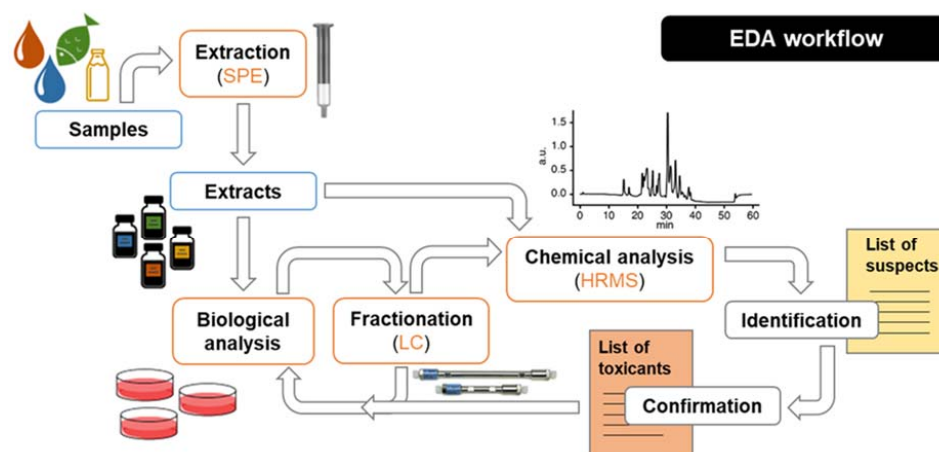 EDA workflow
Extraction
(SPE)
Samples
Extracts
1.5
1.0
0.5
0.0
a.u.
0 10 20 30 40 50 60
min
Chemical analysis
(HRMS)
List of
suspects
Biological
analysis
Fractionation
(LC)
Identification
List of
toxicants
Confirmation